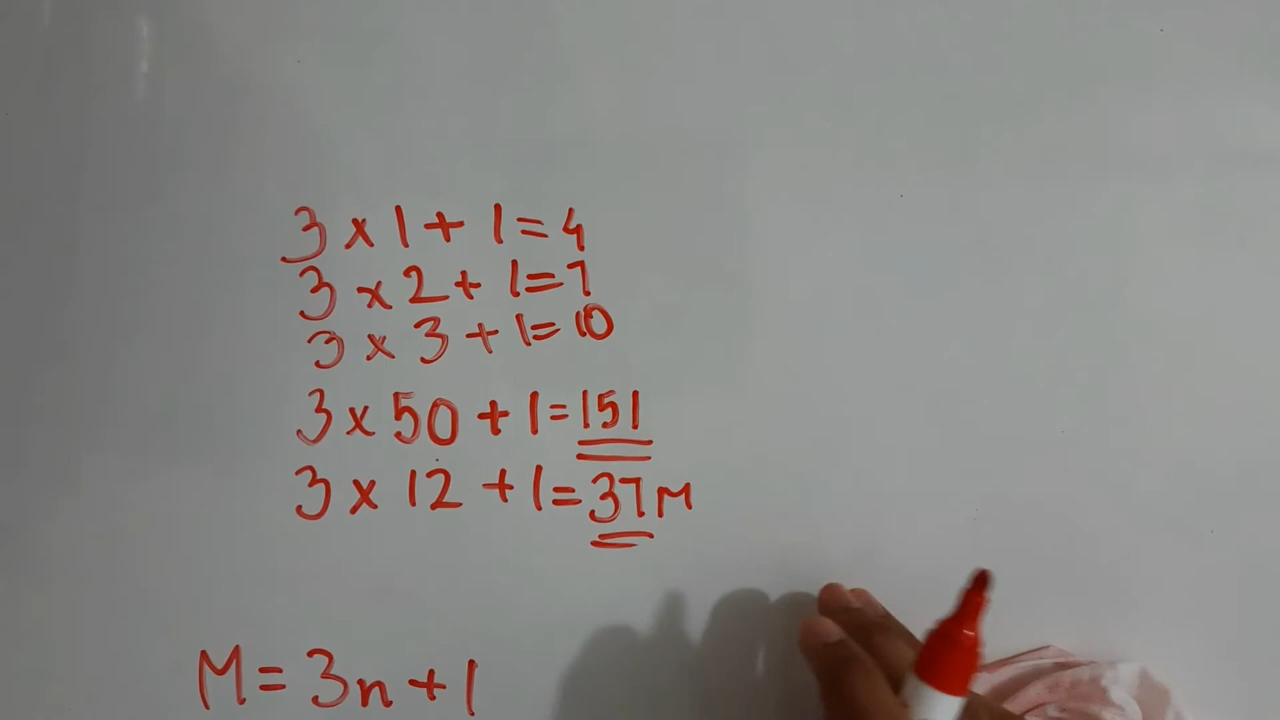 3 × 1 + 1 = 4
3 × 2 + 1 = 7
3 × 3 + 1 = 10
3 × 50 + 1 = 151
3 × 12 + 1 = 37 M
M = 3n + 1